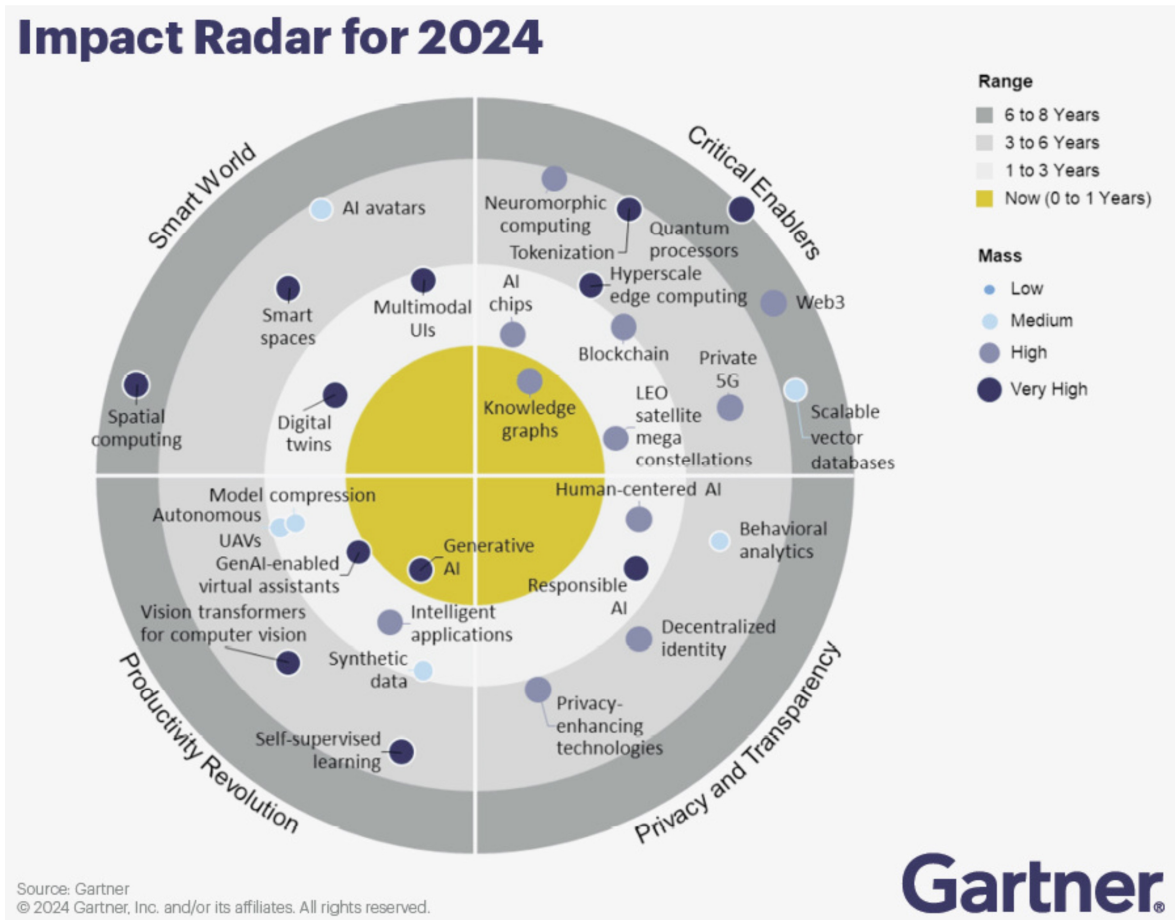 Impact Radar for 2024
Range
6 to 8 Years
3 to 6 Years
1 to 3 Years
Now (0 to 1 Years)
Mass
Low
Medium
High
Very High
Smart World
AI avatars
Smart
spaces
Multimodal
UIs
Spatial
computing
Digital
twins
Critical Enablers
Neuromorphic
computing
Tokenization
Quantum
processors
AI
chips
Hyperscale
edge computing
Web3
Blockchain
Private
5G
Knowledge
graphs
LEO
satellite
mega
constellations
Scalable
vector
databases
Productivity Revolution
Model compression
Autonomous
UAVs
GenAI-enabled
virtual assistants
Generative
AI
Vision transformers
for computer vision
Intelligent
applications
Synthetic
data
Self-supervised
learning
Privacy and Transparency
Human-centered AI
Behavioral
analytics
Responsible
AI
Decentralized
identity
Privacy-
enhancing
technologies
Source: Gartner
© 2024 Gartner, Inc. and/or its affiliates. All rights reserved.
Gartner®